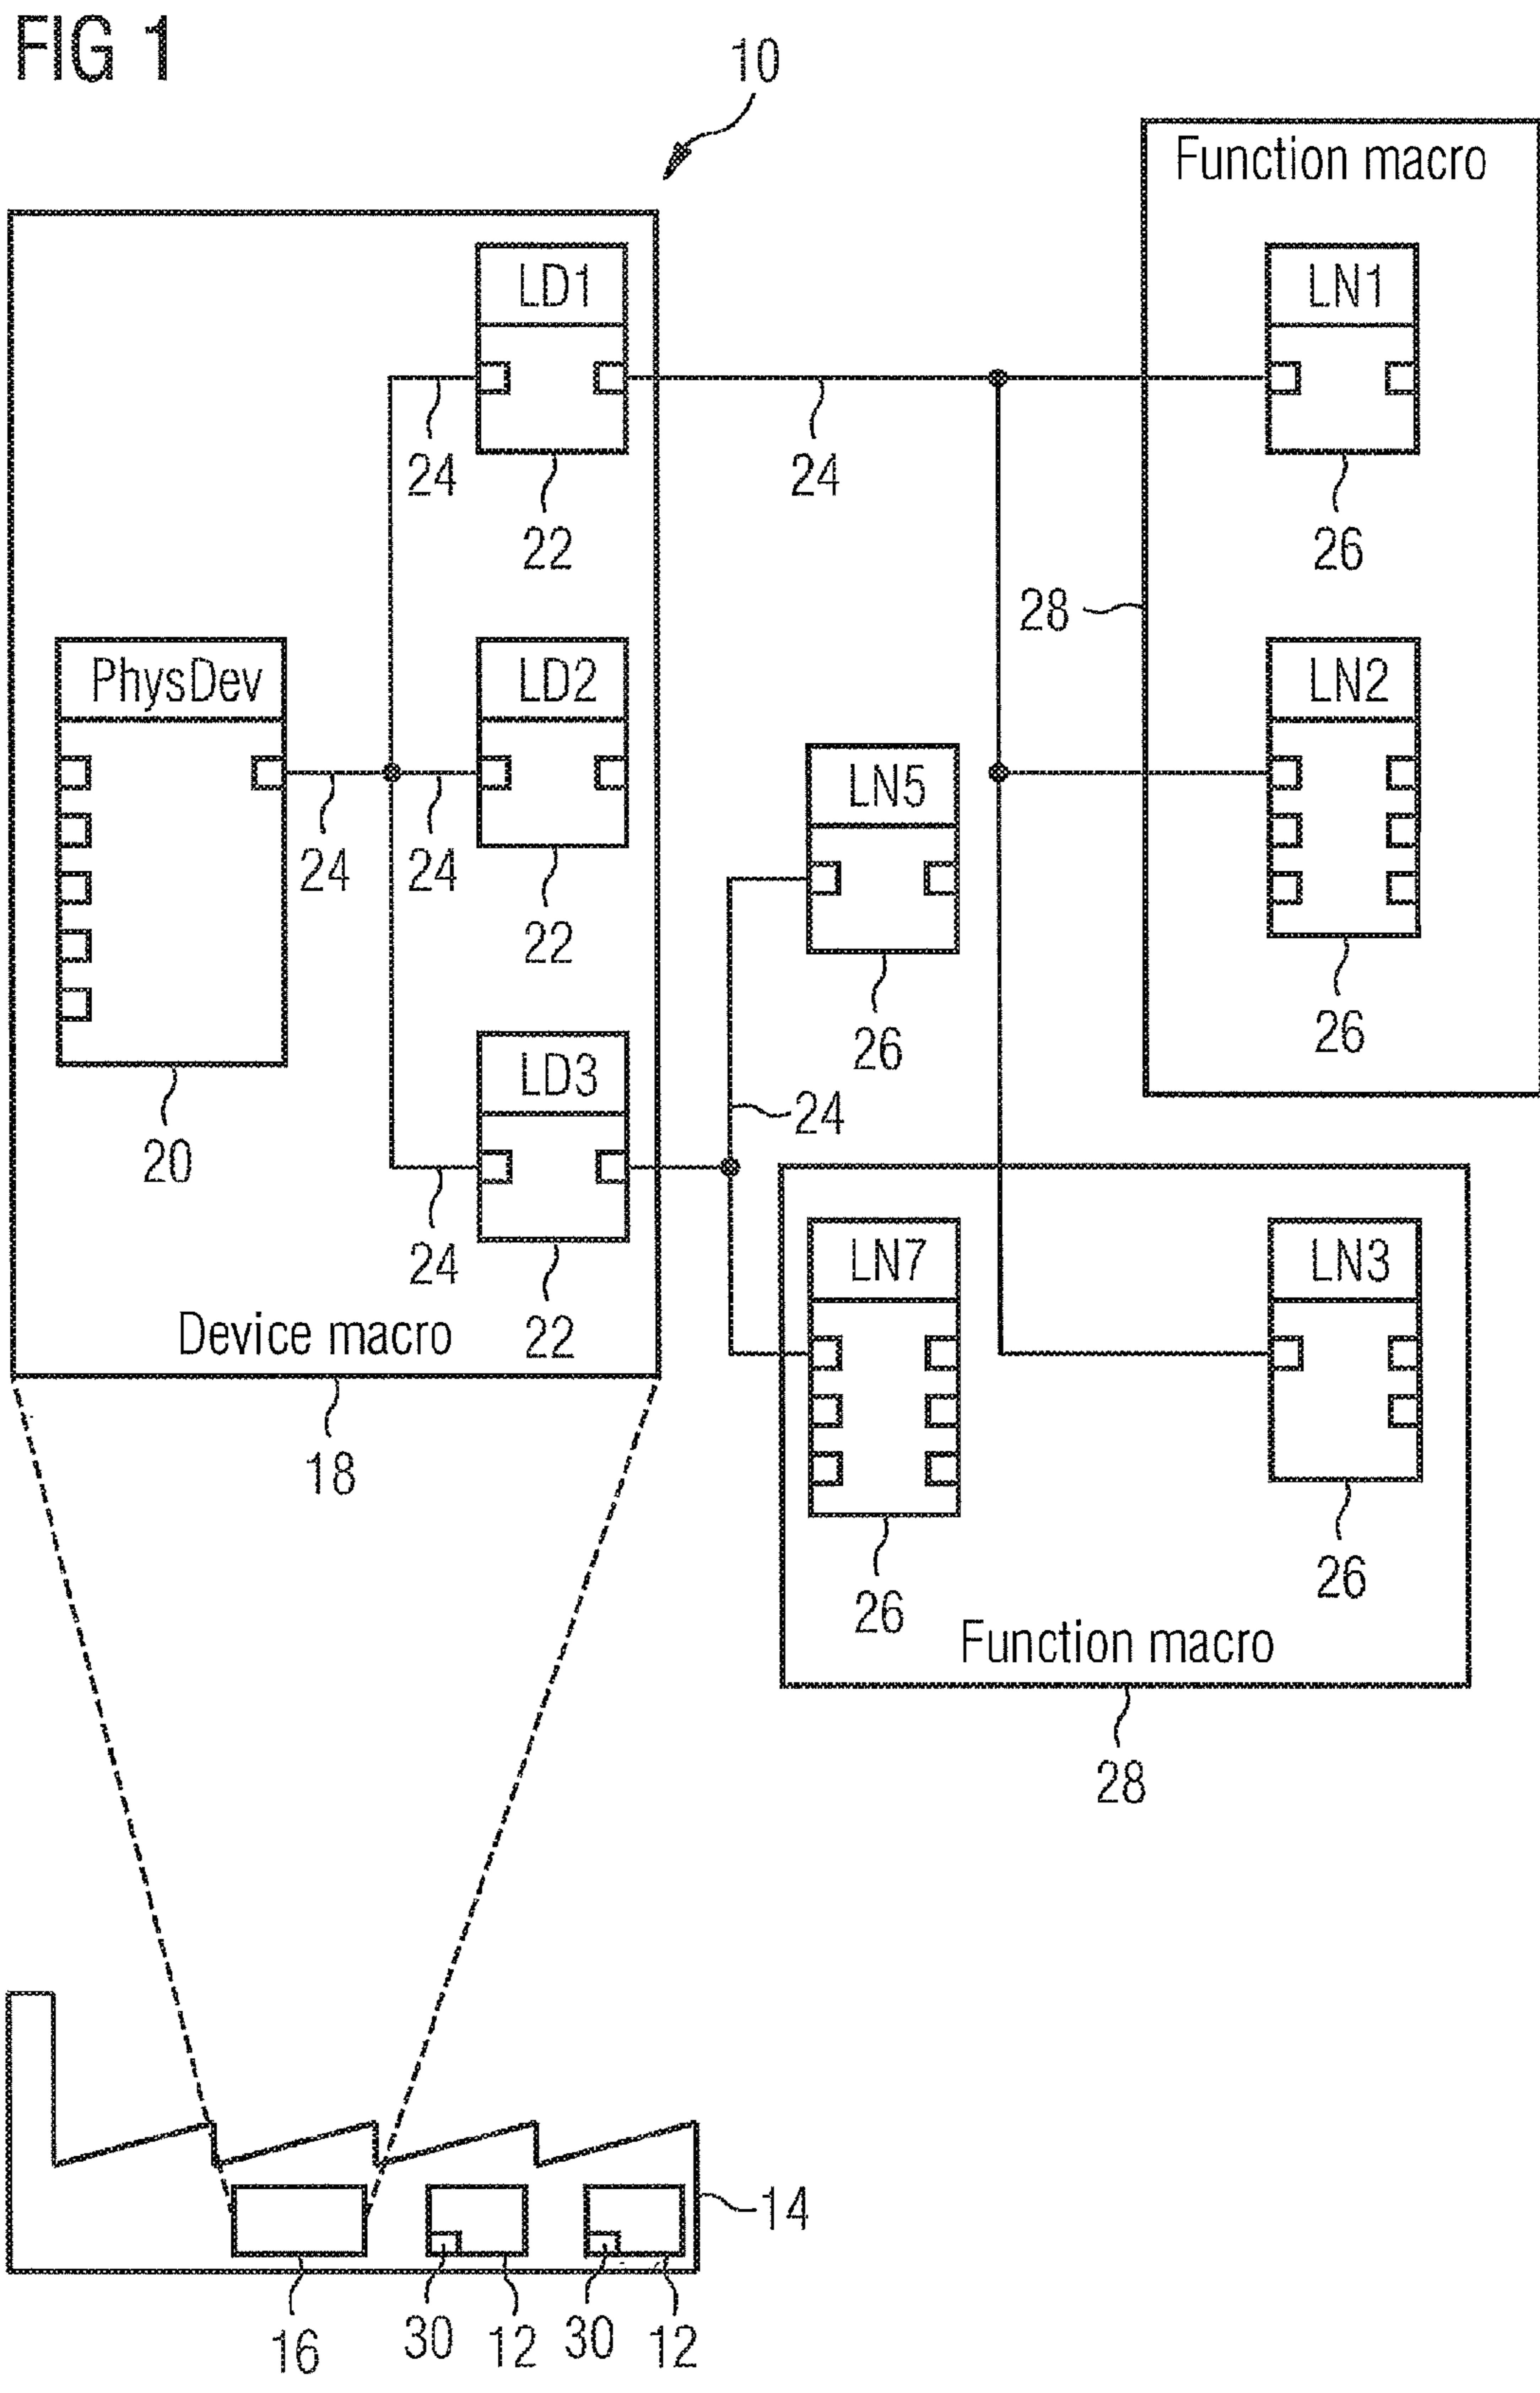 FIG 1
10
Function macro
LD1
LN1
24
24
22
26
28
PhysDev
LD2
LN2
LN5
24
24
22
26
26
LD3
24
20
LN7
LN3
24
22
Device macro
18
26
26
Function macro
28
14
16
30
12
30
12